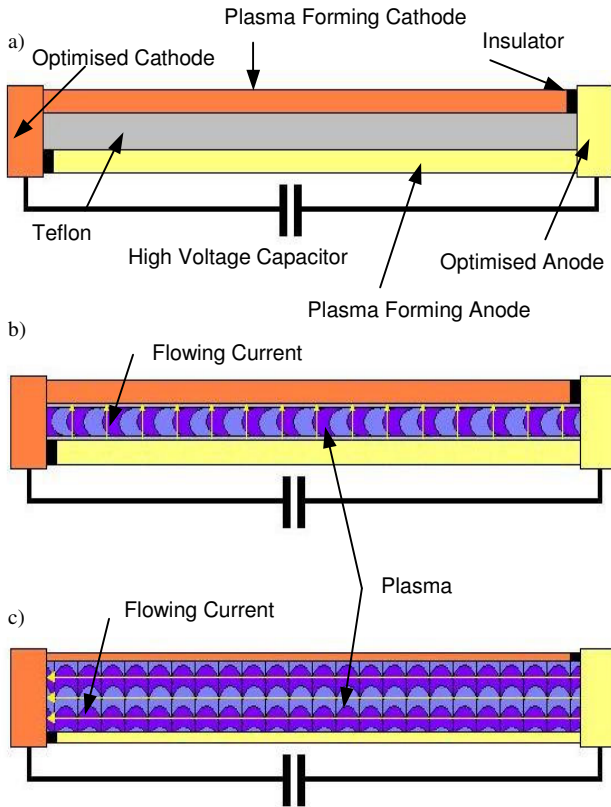 a)
Plasma Forming Cathode
Optimised Cathode
Insulator
Teflon
High Voltage Capacitor
Optimised Anode
Plasma Forming Anode
b)
Flowing Current
Plasma
c)
Flowing Current